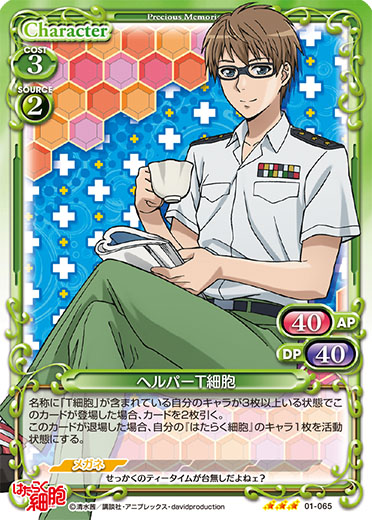 Precious Memories
Character
COST
3
SOURCE
2
40 AP
DP 40
ヘルパーT細胞
名称に「T細胞」が含まれている自分のキャラが3枚以上いる状態でこ
のカードが登場した場合、カードを2枚引く。
このカードが退場した場合、自分の『はたらく細胞』のキャラ1枚を活動
状態にする。
メガネ
せっかくのティータイムが台無しだよねェ?
はたらく細胞
★★★ 01-065
©清水茜/講談社・アニプレックス・davidproduction